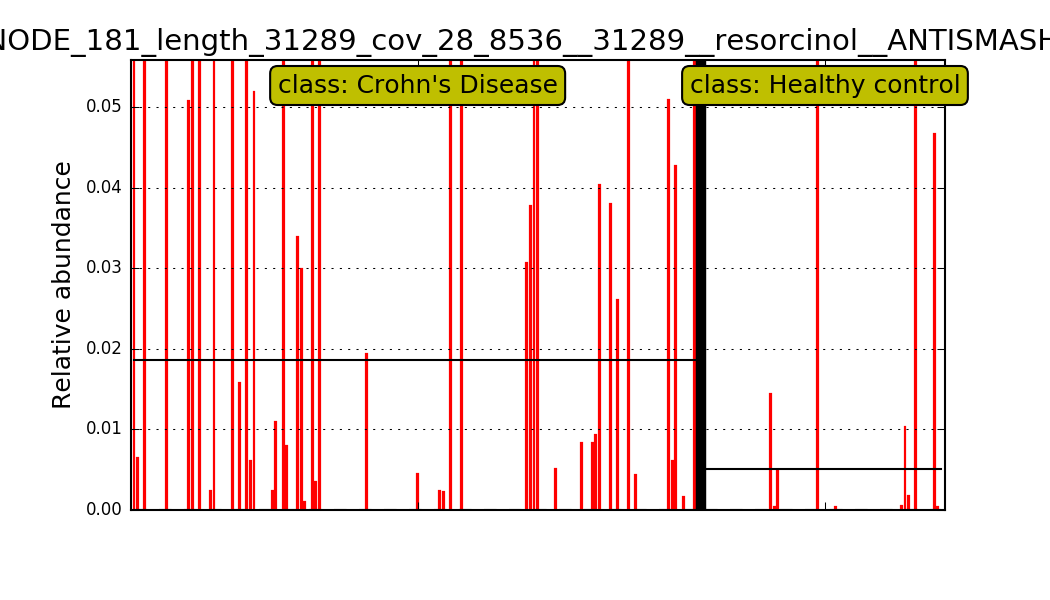 NODE_181_length_31289_cov_28_8536__31289__resorcinol__ANTISMASH
class: Crohn's Disease
class: Healthy control
Relative abundance
0.05
0.04
0.03
0.02
0.01
0.00